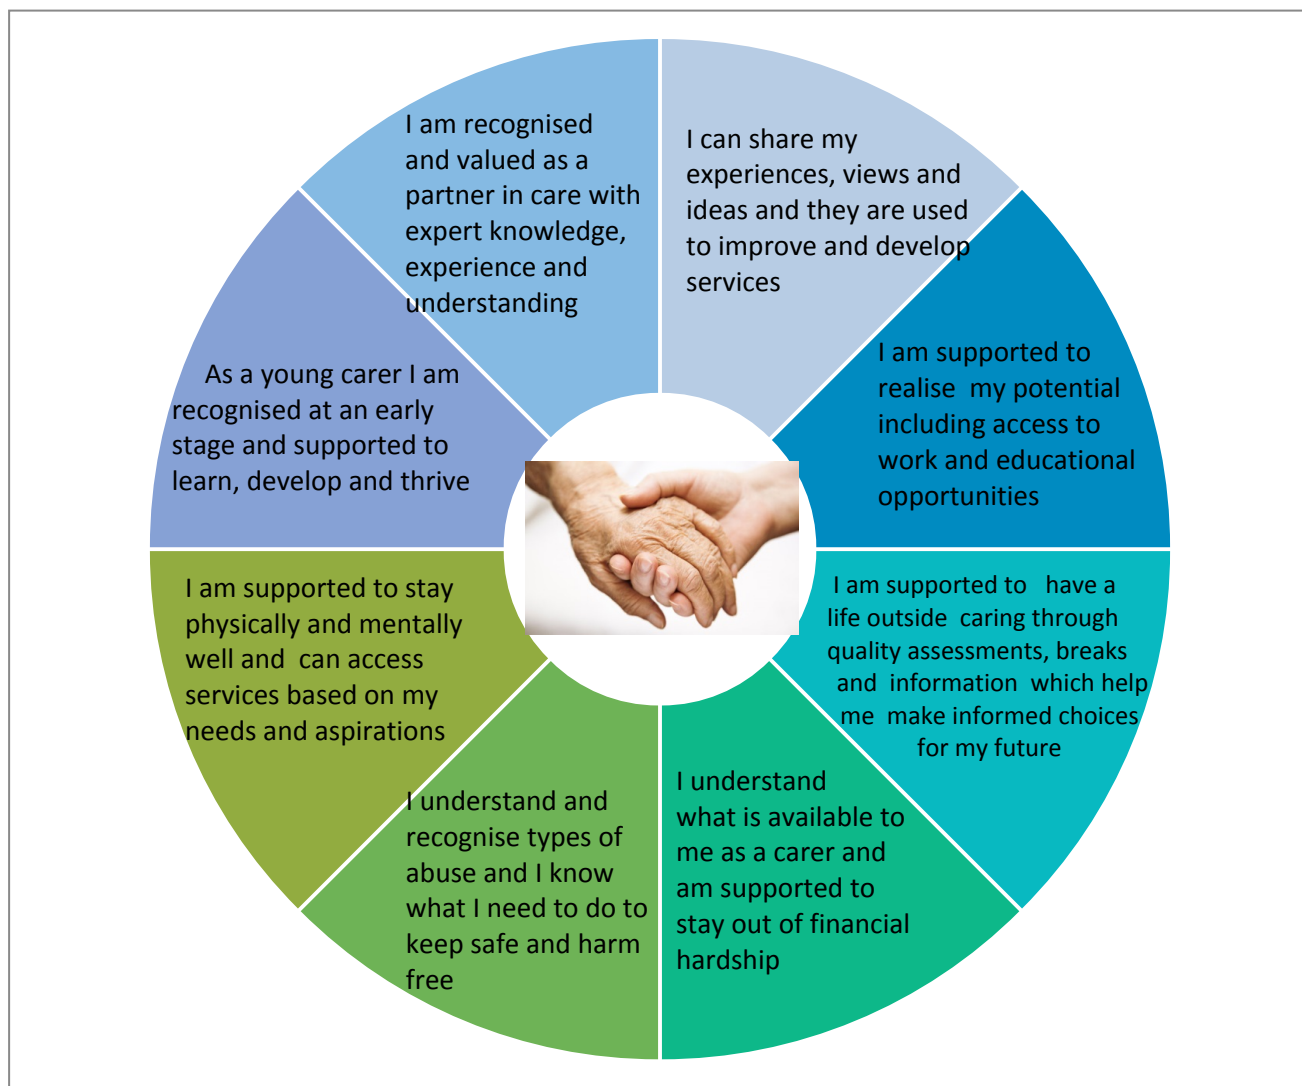 I am recognised
and valued as a
partner in care with
expert knowledge,
experience and
understanding
I can share my
experiences, views and
ideas and they are used
to improve and develop
services
I am supported to
realise my potential
including access to
work and educational
opportunities
I am supported to have a
life outside caring through
quality assessments, breaks
and information which help
me make informed choices
for my future
I understand
what is available to
me as a carer and
am supported to
stay out of financial
hardship
I understand and
recognise types of
abuse and I know
what I need to do to
keep safe and harm
free
I am supported to stay
physically and mentally
well and can access
services based on my
needs and aspirations
As a young carer I am
recognised at an early
stage and supported to
learn, develop and thrive